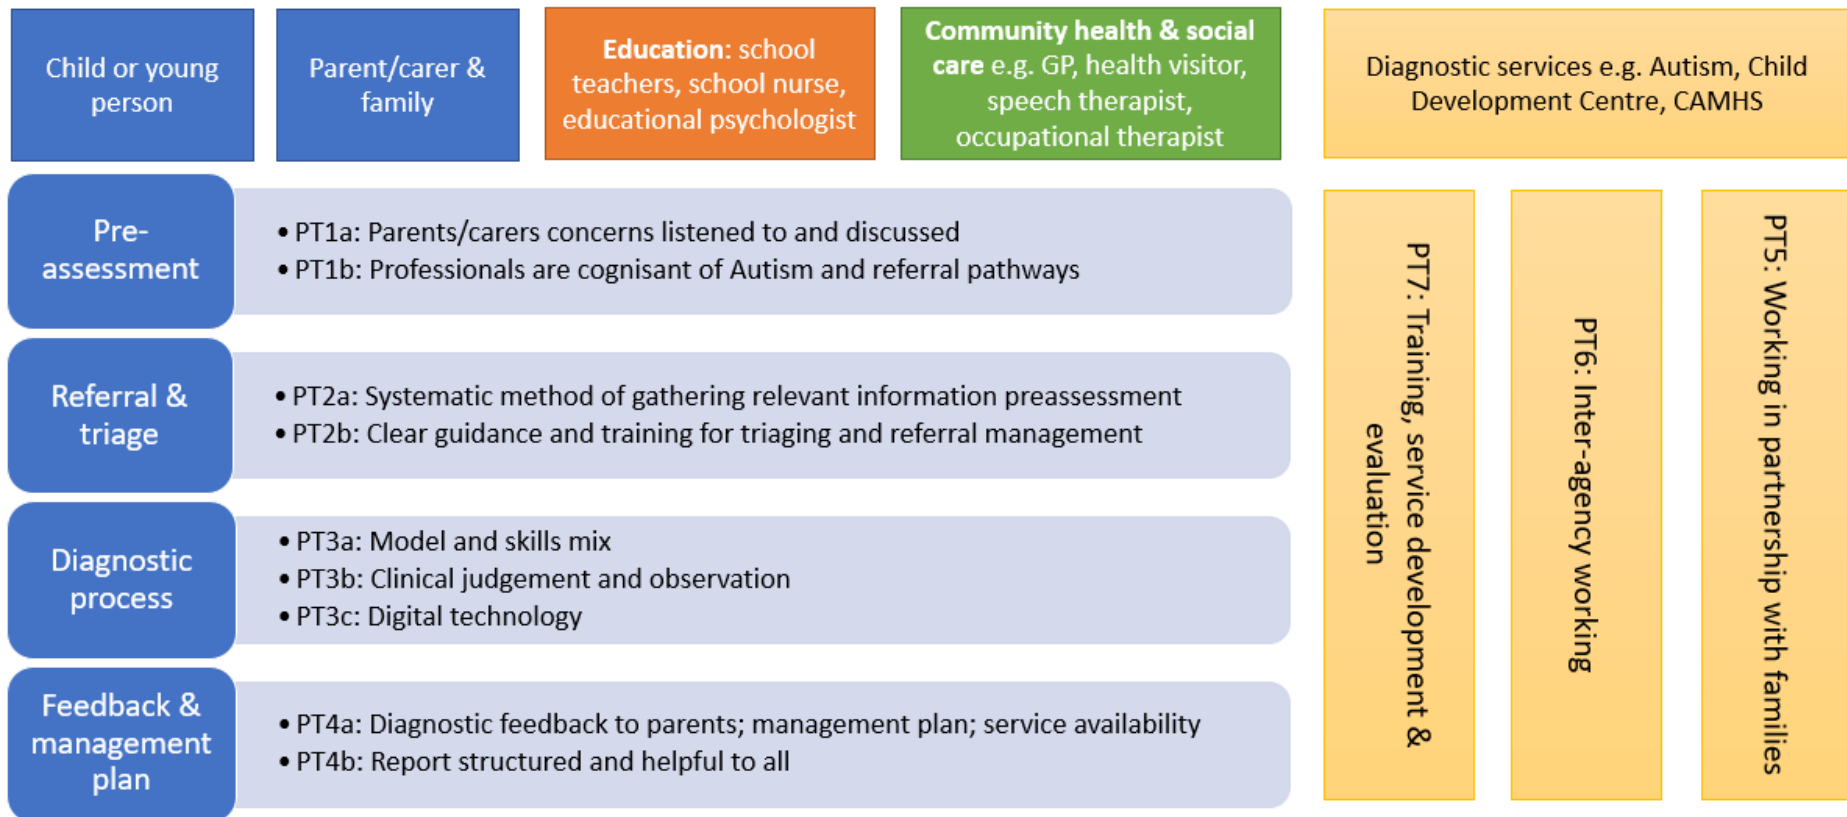 Child or young
person
Parent/carer &
family
Education: school
teachers, school nurse,
educational psychologist
Community health & social
care e.g. GP, health visitor,
speech therapist,
occupational therapist
Diagnostic services e.g. Autism, Child
Development Centre, CAMHS
Pre-
assessment
• PT1a: Parents/carers concerns listened to and discussed
• PT1b: Professionals are cognisant of Autism and referral pathways
Referral &
triage
• PT2a: Systematic method of gathering relevant information preassessment
• PT2b: Clear guidance and training for triaging and referral management
Diagnostic
process
• PT3a: Model and skills mix
• PT3b: Clinical judgement and observation
• PT3c: Digital technology
Feedback &
management
plan
• PT4a: Diagnostic feedback to parents; management plan; service availability
• PT4b: Report structured and helpful to all
PT7: Training, service development &
evaluation
PT6: Inter-agency working
PT5: Working in partnership with families